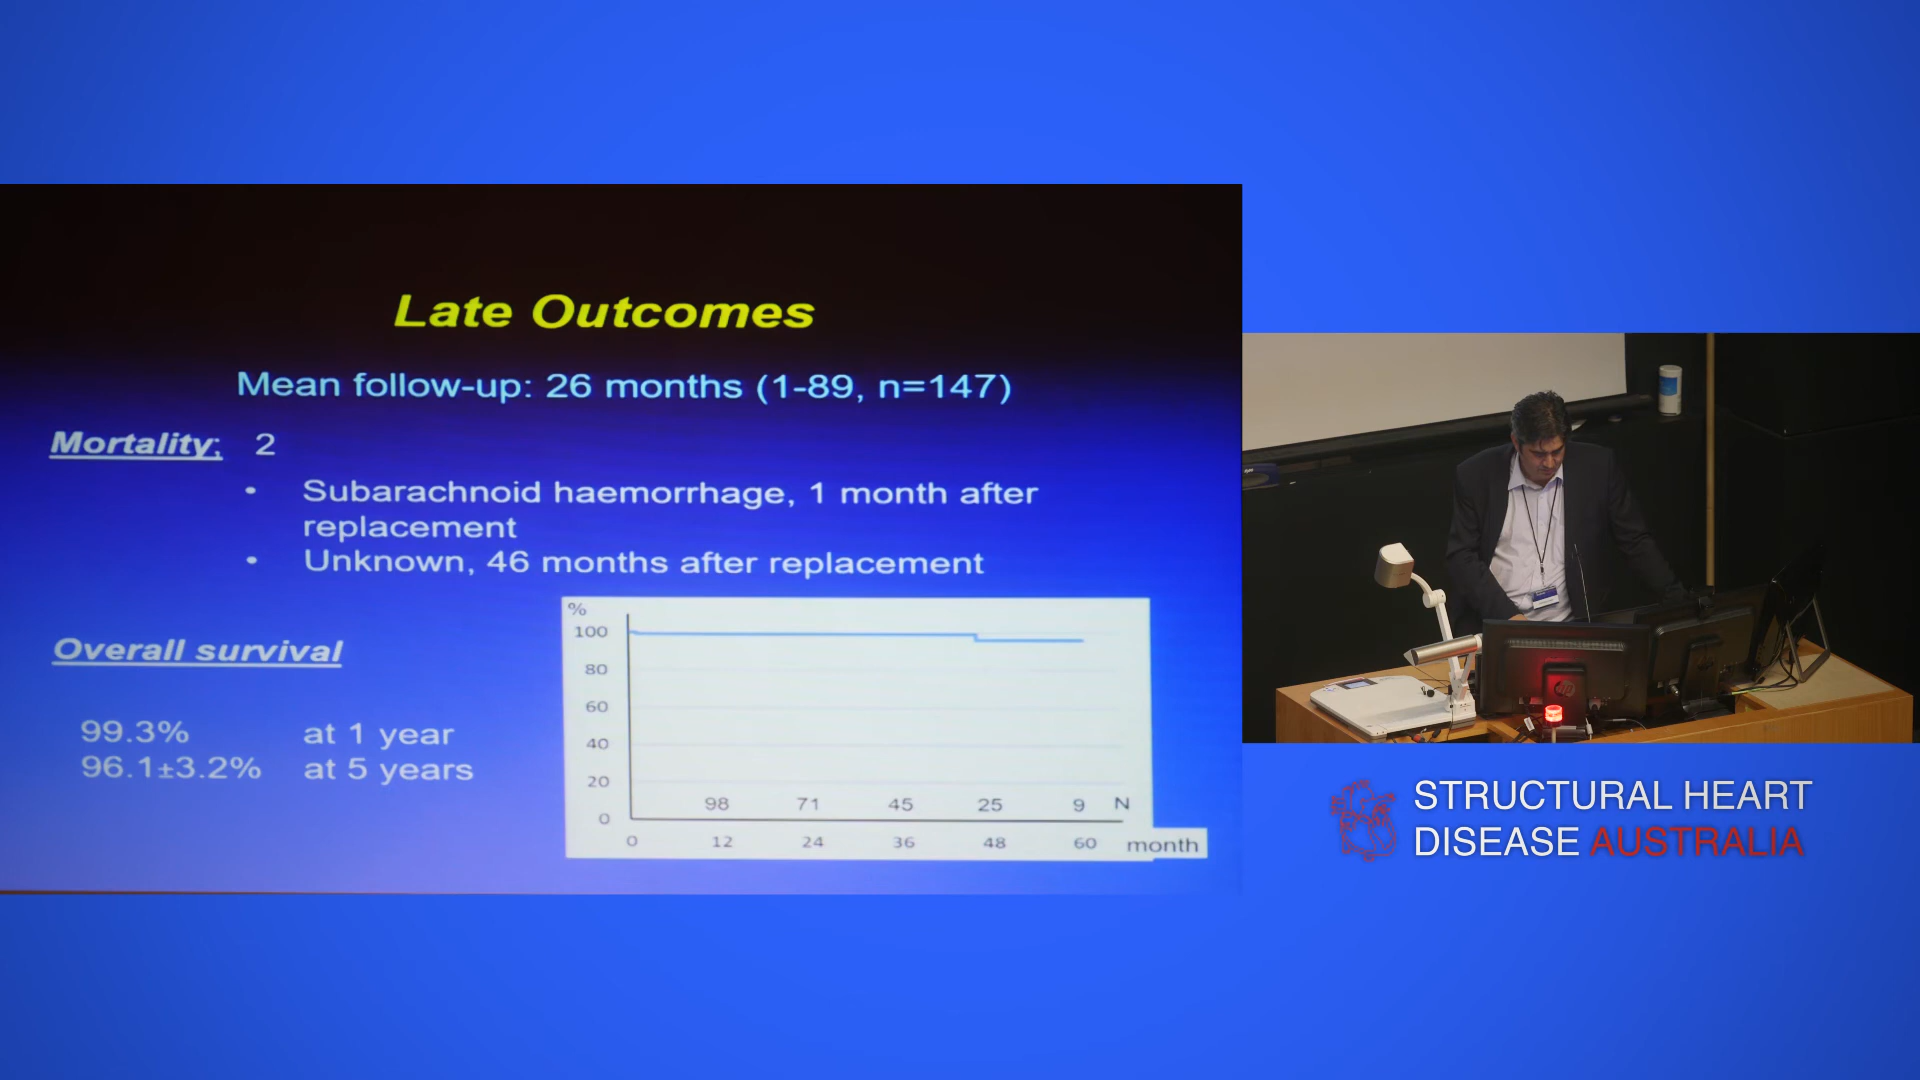 Late Outcomes
Mean follow-up: 26 months (1-89, n=147)
Mortality; 2
• Subarachnoid haemorrhage, 1 month after
replacement
• Unknown, 46 months after replacement
Overall survival
99.3% at 1 year
96.1±3.2% at 5 years
%
100
80
60
40
20
0
98 71 45 25 9 N
0 12 24 36 48 60 month
STRUCTURAL HEART
DISEASE AUSTRALIA